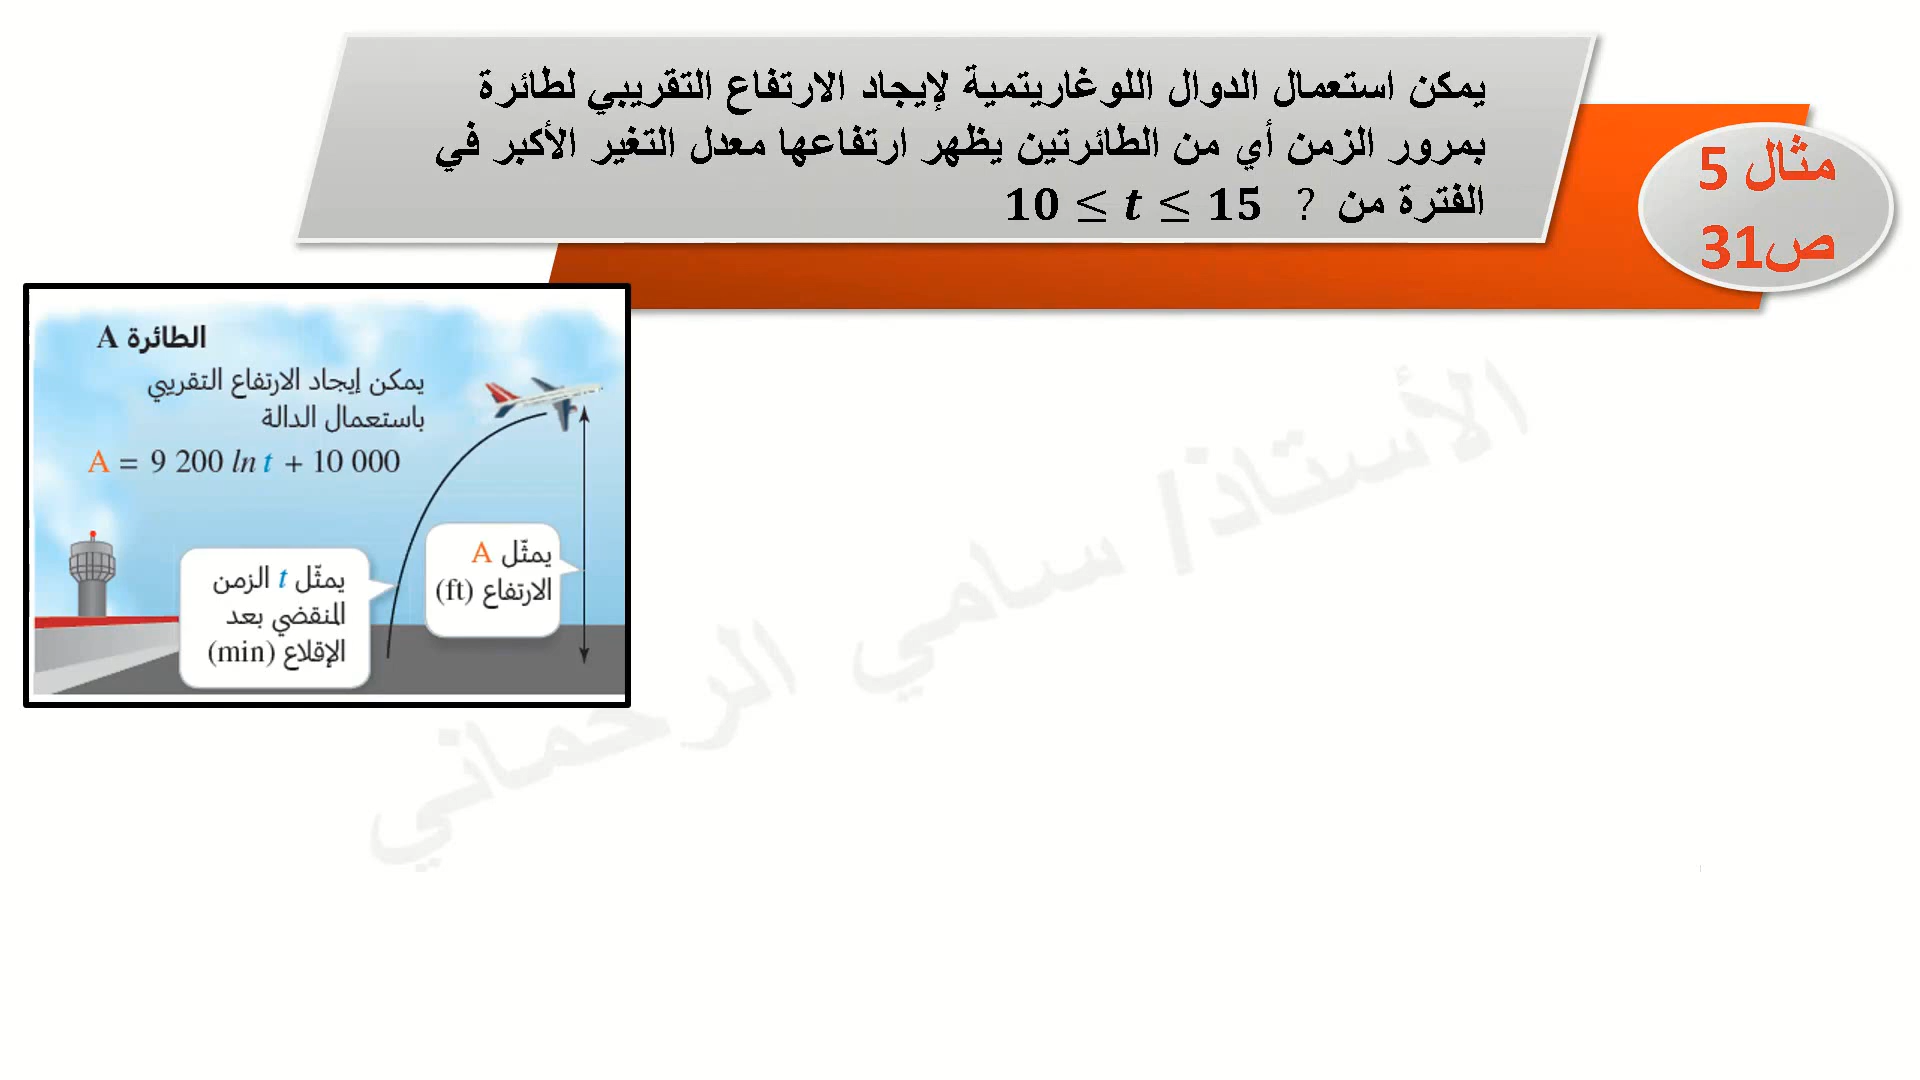 يمكن استعمال الدوال اللوغاريتمية لإيجاد الارتفاع التقريبي لطائرة
بمرور الزمن أي من الطائرتين يظهر ارتفاعها معدل التغير الأكبر في
الفترة من ? 10 ≤ t ≤ 15
مثال 5
ص31
الطائرة A
يمكن إيجاد الارتفاع التقريبي
باستعمال الدالة
A = 9 200 ln t + 10 000
يمثّل A
الارتفاع (ft)
يمثّل t الزمن
المنقضي بعد
الإقلاع (min)
الأستاذ/ سامي الرحماني